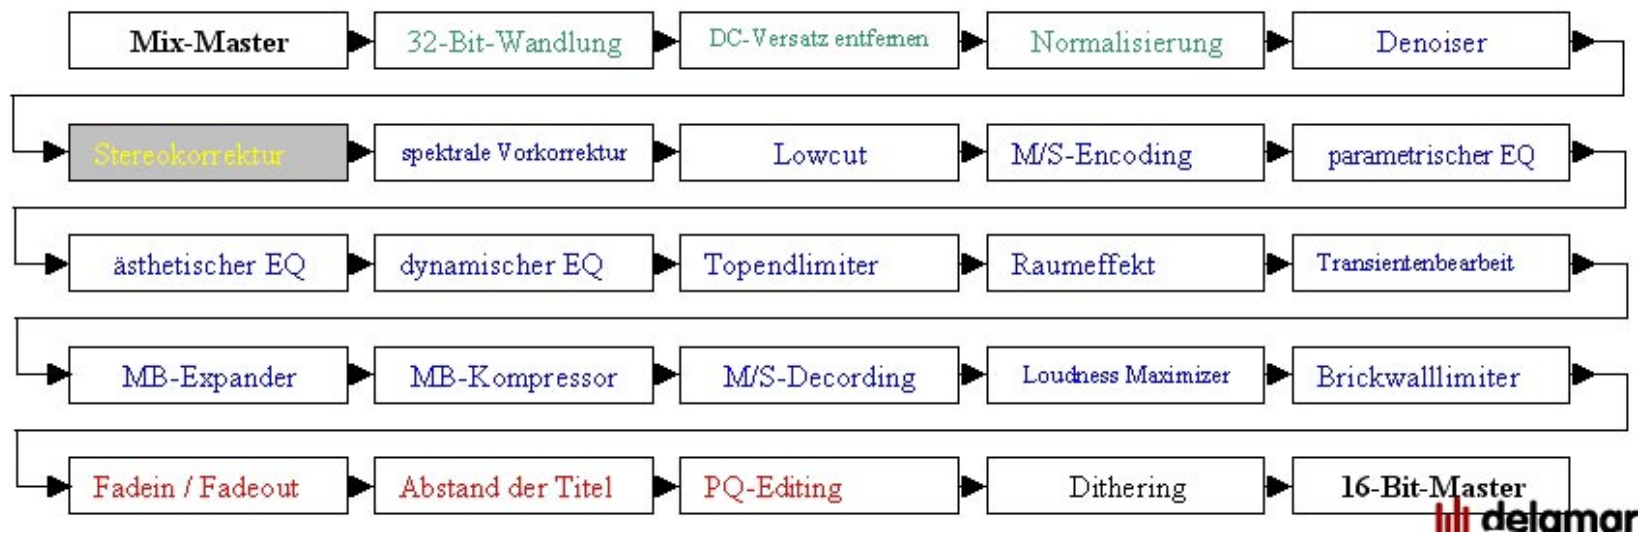 Mix-Master
32-Bit-Wandlung
DC-Versatz entfernen
Normalisierung
Denoiser
Stereokorrektur
spektrale Vorkorrektur
Lowcut
M/S-Encoding
parametrischer EQ
ästhetischer EQ
dynamischer EQ
Topendlimiter
Raumeffekt
Transientenbearbeit
MB-Expander
MB-Kompressor
M/S-Decording
Loudness Maximizer
Brickwalllimiter
Fadein / Fadeout
Abstand der Titel
PQ-Editing
Dithering
16-Bit-Master
delamar